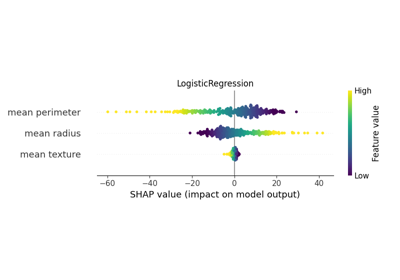 LogisticRegression
High
mean perimeter
mean radius
mean texture
Feature value
Low
−60 −40 −20 0 20 40
SHAP value (impact on model output)